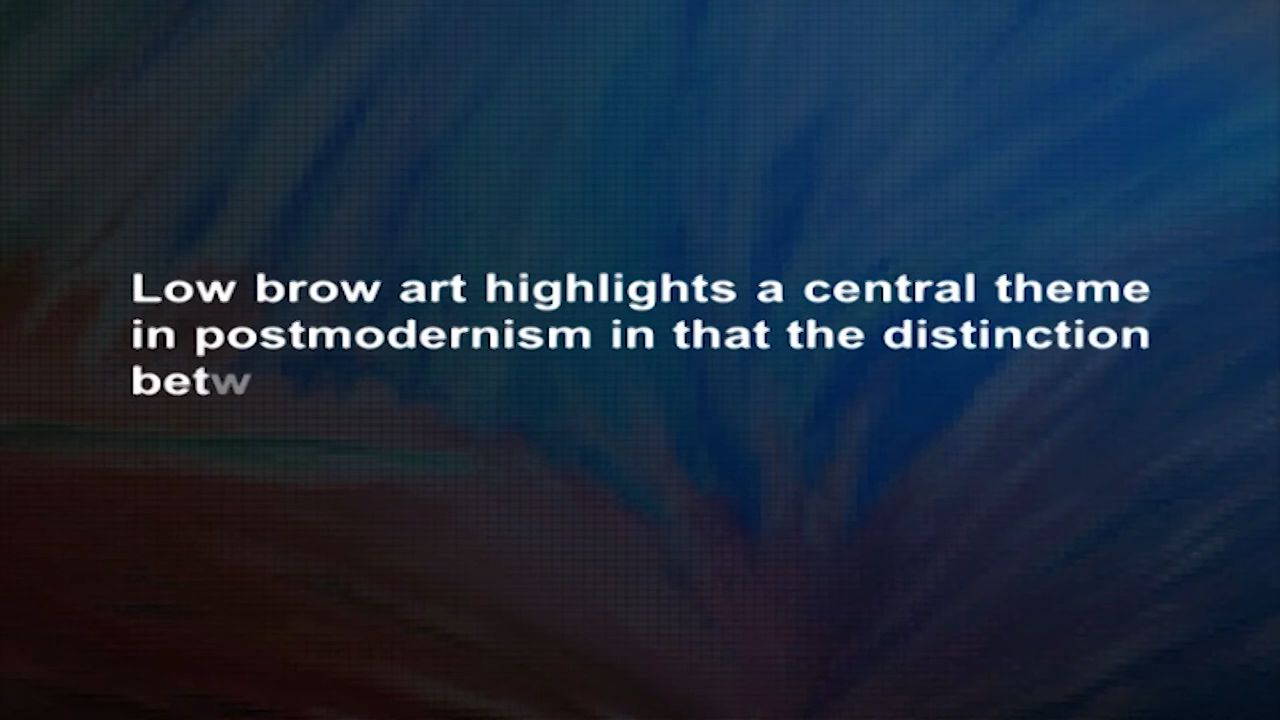 Low brow art highlights a central theme
in postmodernism in that the distinction
betw